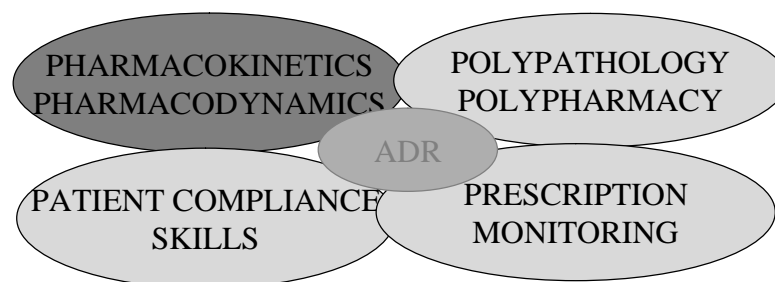 PHARMACOKINETICS
PHARMACODYNAMICS
POLYPATHOLOGY
POLYPHARMACY
ADR
PATIENT COMPLIANCE
SKILLS
PRESCRIPTION
MONITORING